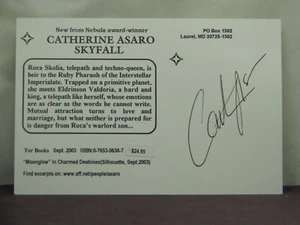 New from Nebula award-winner
CATHERINE ASARO
SKYFALL
PO Box 1302
Laurel, MD 20725-1302
Roca Skolia, telepath and techno-queen, is
heir to the Ruby Pharaoh of the Interstellar
Imperialate. Trapped on a primitive planet,
she meets Eldrinson Valdoria, a bard and
king, a telepath like herself, whose emotions
are as clear as the words he cannot write.
Mutual attraction turns to love and
marriage, but what neither is prepared for
is danger from Roca's warlord son...
Tor Books Sept. 2003 ISBN:0-7653-0638-7 $24.95
"Moonglow" in Charmed Destinies(Silhouette, Sept.2003)
Find excerpts on: www.sff.net/people/asaro